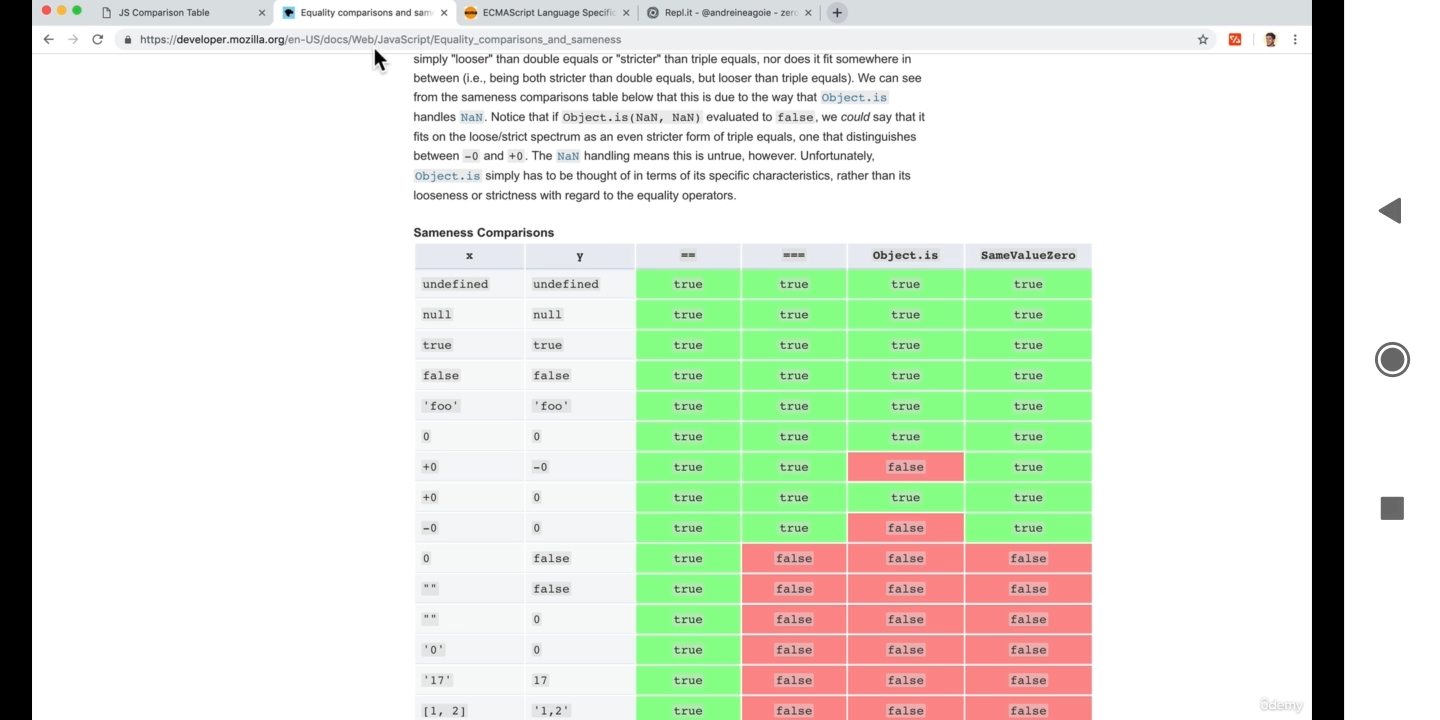 JS Comparison Table
Equality comparisons and sam
ECMAScript Language Specific
Repl.it - @andreineagoie - zero
https://developer.mozilla.org/en-US/docs/Web/JavaScript/Equality_comparisons_and_sameness
simply "looser" than double equals or "stricter" than triple equals, nor does it fit somewhere in
between (i.e., being both stricter than double equals, but looser than triple equals). We can see
from the sameness comparisons table below that this is due to the way that Object.is
handles NaN. Notice that if Object.is(NaN, NaN) evaluated to false, we could say that it
fits on the loose/strict spectrum as an even stricter form of triple equals, one that distinguishes
between -0 and +0. The NaN handling means this is untrue, however. Unfortunately,
Object.is simply has to be thought of in terms of its specific characteristics, rather than its
looseness or strictness with regard to the equality operators.
Sameness Comparisons
x y == === Object.is SameValueZero
undefined undefined true true true true
null null true true true true
true true true true true true
false false true true true true
'foo' 'foo' true true true true
0 0 true true true true
+0 -0 true true false true
+0 0 true true true true
-0 0 true true false true
0 false true false false false
"" false true false false false
"" 0 true false false false
'0' 0 true false false false
'17' 17 true false false false
[1, 2] '1,2' true false false false
ûdemy